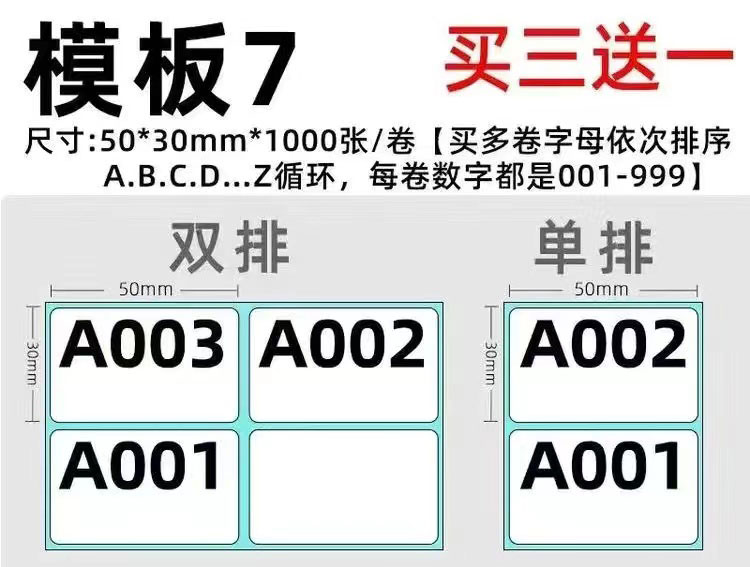 模板7
买三送一
尺寸:50*30mm*1000张/卷【买多卷字母依次排序
A.B.C.D...Z循环，每卷数字都是001-999】
双排
单排
50mm
50mm
30mm
A003
A002
30mm
A002
A001
A001